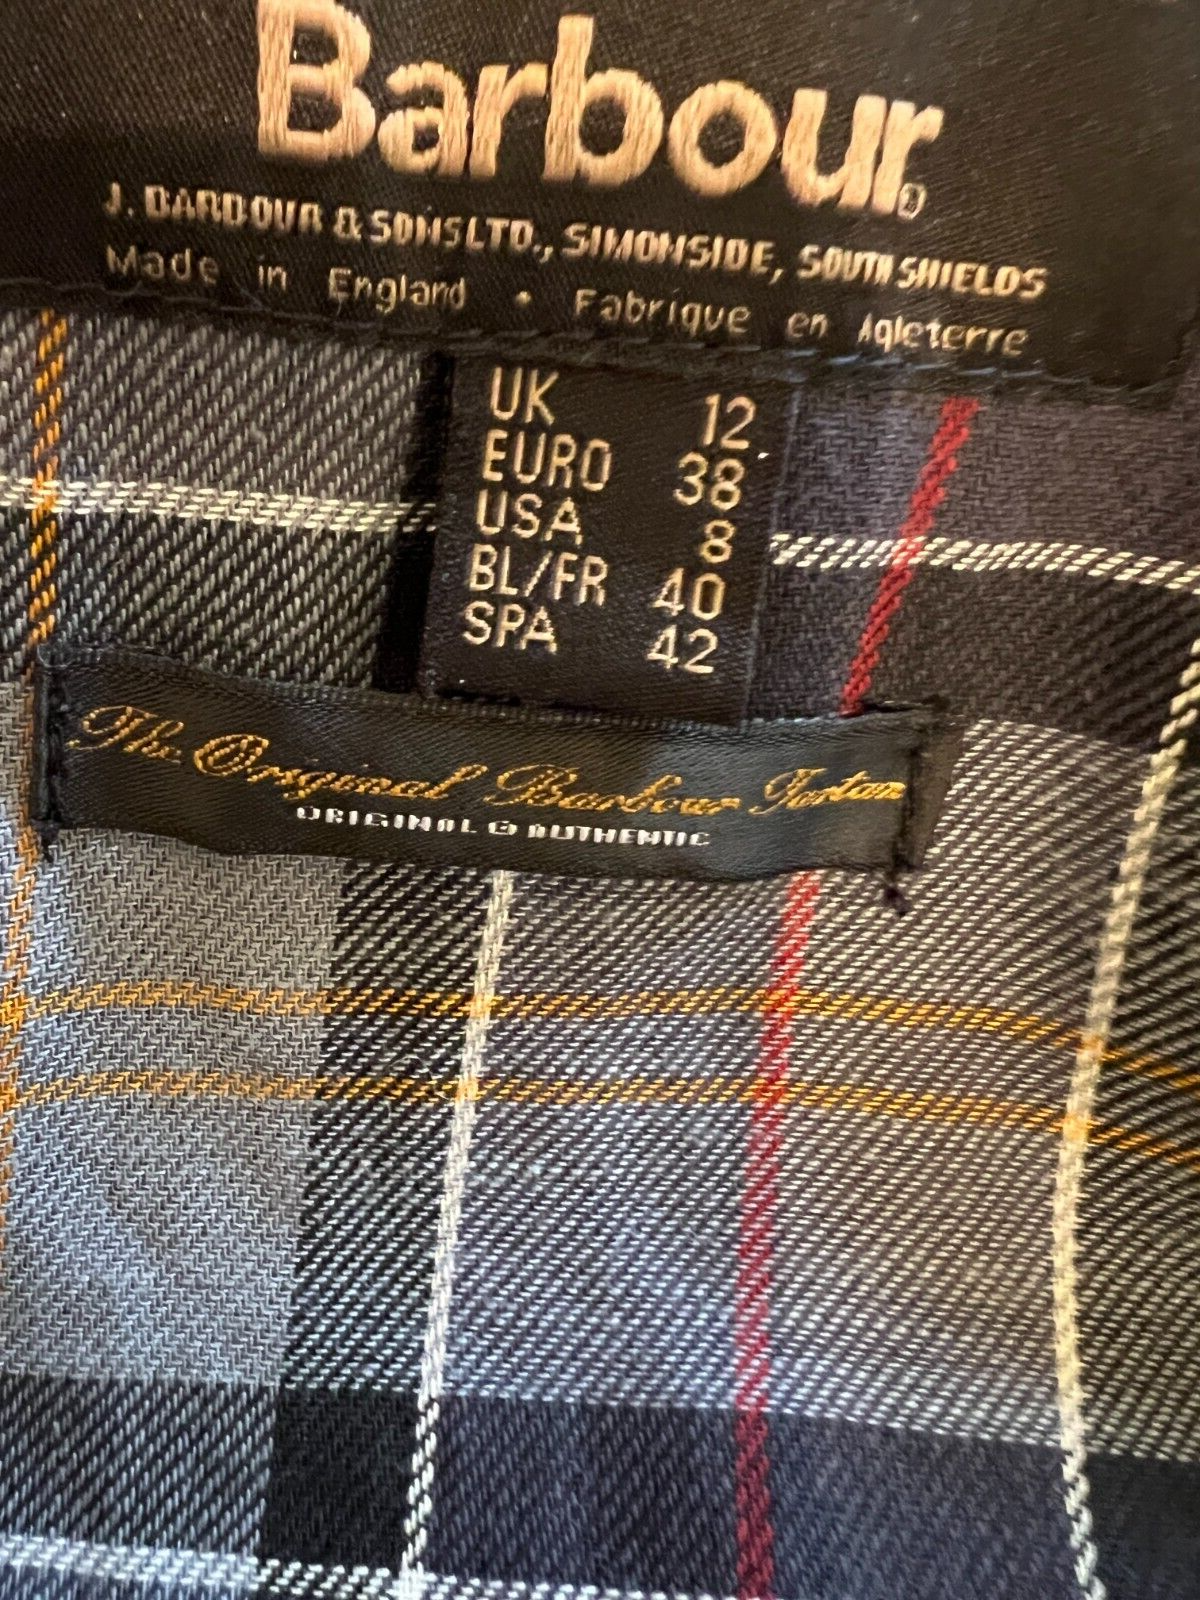 Barbour®
J. BARBOUR & SONS LTD., SIMONSIDE, SOUTH SHIELDS
Made in England • Fabrique en Aqleterre
UK 12
EURO 38
USA 8
BL/FR 40
SPA 42
The Original Barbour Tartan
ORIGINAL & AUTHENTIC